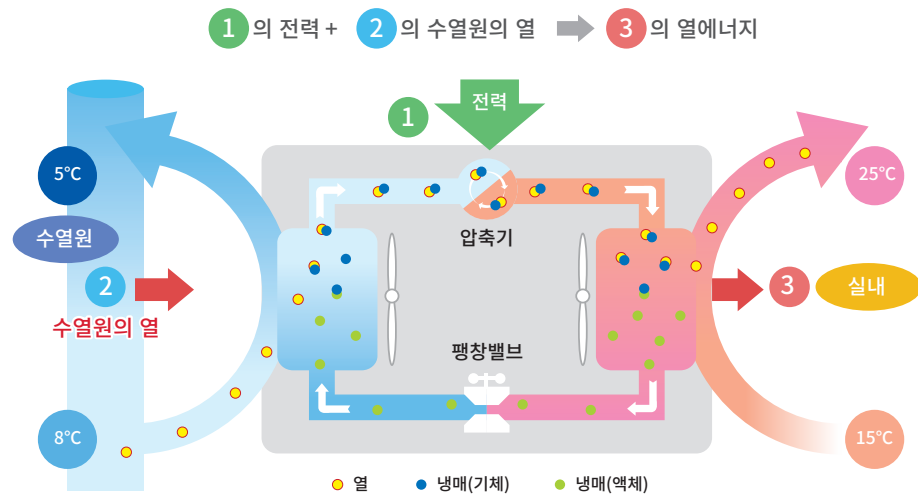 1 의 전력 + 2 의 수열원의 열 3 의 열에너지
1 전력
5°C
25°C
수열원
압축기
2
3 실내
수열원의 열
팽창밸브
8°C
15°C
열 냉매(기체) 냉매(액체)